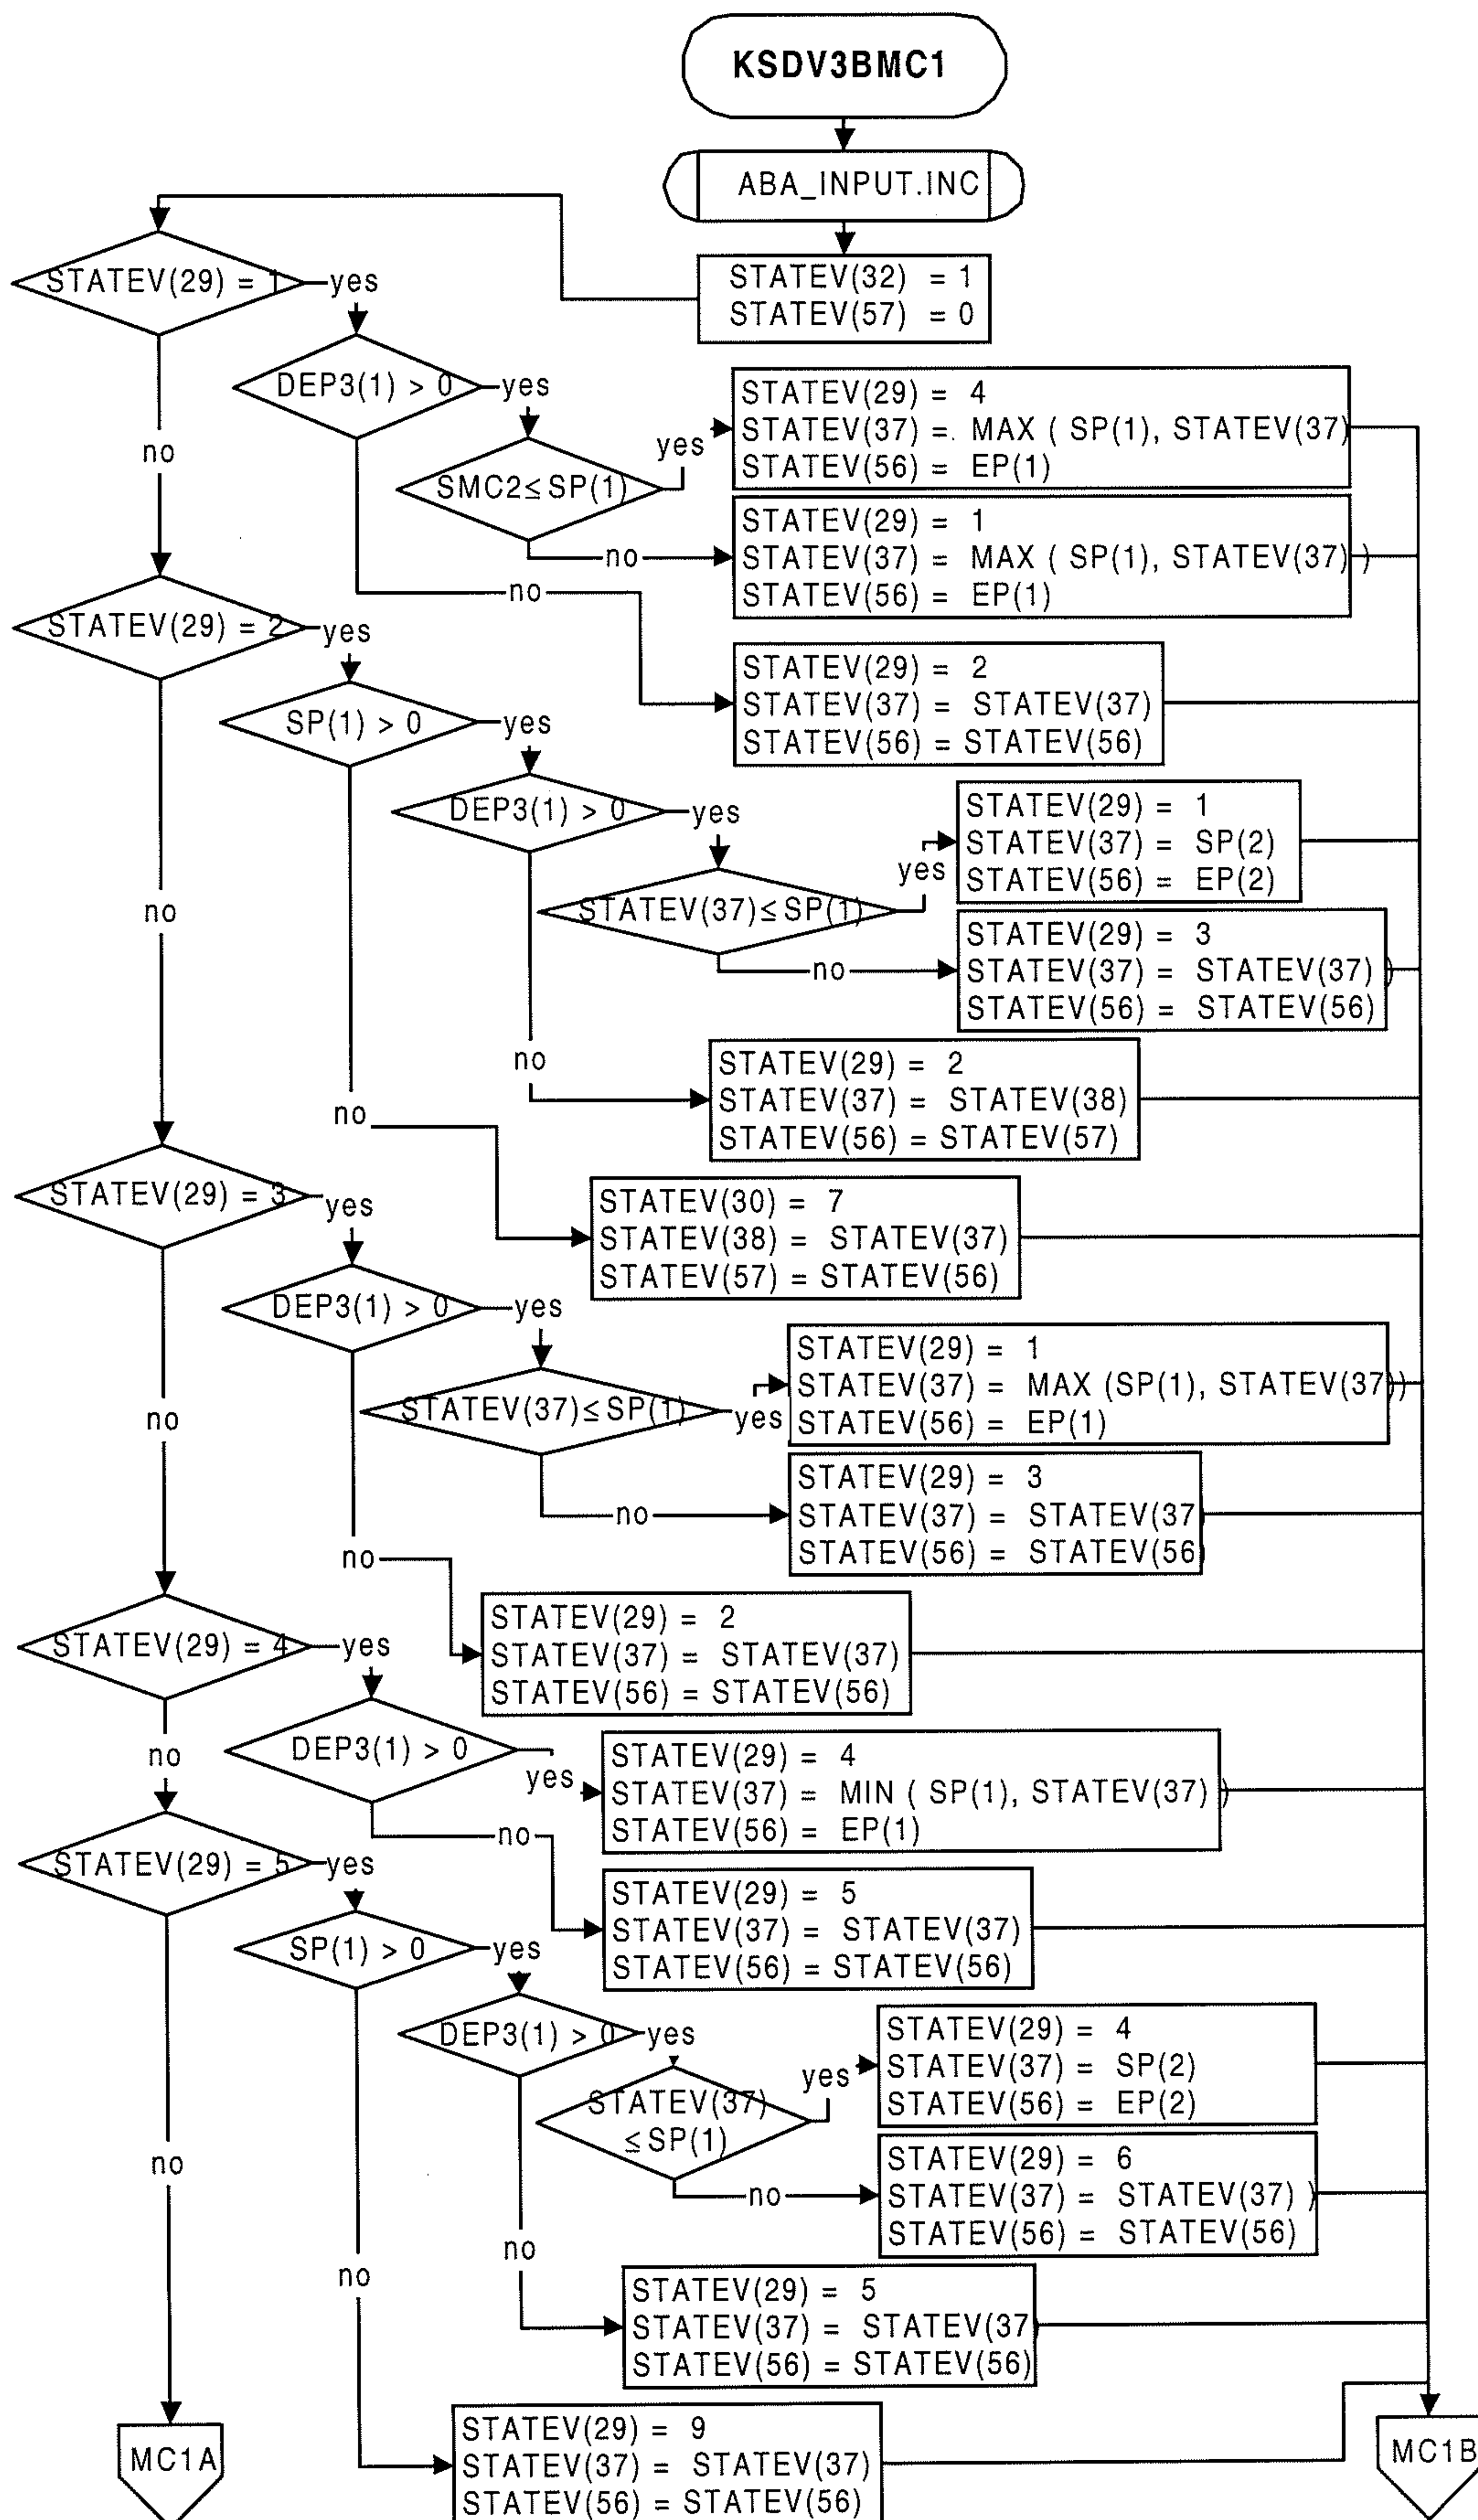 KSDV3BMC1
ABA_INPUT.INC
STATEV(32) = 1
STATEV(57) = 0
STATEV(29) = 1
yes
DEP3(1) > 0
yes
SMC2≤SP(1)
yes
STATEV(29) = 4
STATEV(37) = MAX ( SP(1), STATEV(37)
STATEV(56) = EP(1)
no
no
STATEV(29) = 1
STATEV(37) = MAX ( SP(1), STATEV(37) )
STATEV(56) = EP(1)
no
STATEV(29) = 2
STATEV(37) = STATEV(37)
STATEV(56) = STATEV(56)
STATEV(29) = 2
yes
SP(1) > 0
yes
DEP3(1) > 0
yes
STATEV(37)≤SP(1)
yes
STATEV(29) = 1
STATEV(37) = SP(2)
STATEV(56) = EP(2)
no
no
STATEV(29) = 3
STATEV(37) = STATEV(37) )
STATEV(56) = STATEV(56)
no
STATEV(29) = 2
STATEV(37) = STATEV(38)
STATEV(56) = STATEV(57)
no
STATEV(30) = 7
STATEV(38) = STATEV(37)
STATEV(57) = STATEV(56)
STATEV(29) = 3
yes
DEP3(1) > 0
yes
STATEV(37)≤SP(1)
yes
STATEV(29) = 1
STATEV(37) = MAX (SP(1), STATEV(37))
STATEV(56) = EP(1)
no
no
STATEV(29) = 3
STATEV(37) = STATEV(37)
STATEV(56) = STATEV(56)
no
STATEV(29) = 2
STATEV(37) = STATEV(37)
STATEV(56) = STATEV(56)
STATEV(29) = 4
yes
DEP3(1) > 0
yes
STATEV(29) = 4
STATEV(37) = MIN ( SP(1), STATEV(37) )
STATEV(56) = EP(1)
no
no
STATEV(29) = 5
STATEV(37) = STATEV(37)
STATEV(56) = STATEV(56)
STATEV(29) = 5
yes
SP(1) > 0
yes
DEP3(1) > 0
yes
STATEV(37)
≤SP(1)
yes
STATEV(29) = 4
STATEV(37) = SP(2)
STATEV(56) = EP(2)
no
no
STATEV(29) = 6
STATEV(37) = STATEV(37) )
STATEV(56) = STATEV(56)
no
STATEV(29) = 5
STATEV(37) = STATEV(37)
STATEV(56) = STATEV(56)
no
STATEV(29) = 9
STATEV(37) = STATEV(37)
STATEV(56) = STATEV(56)
MC1A
MC1B